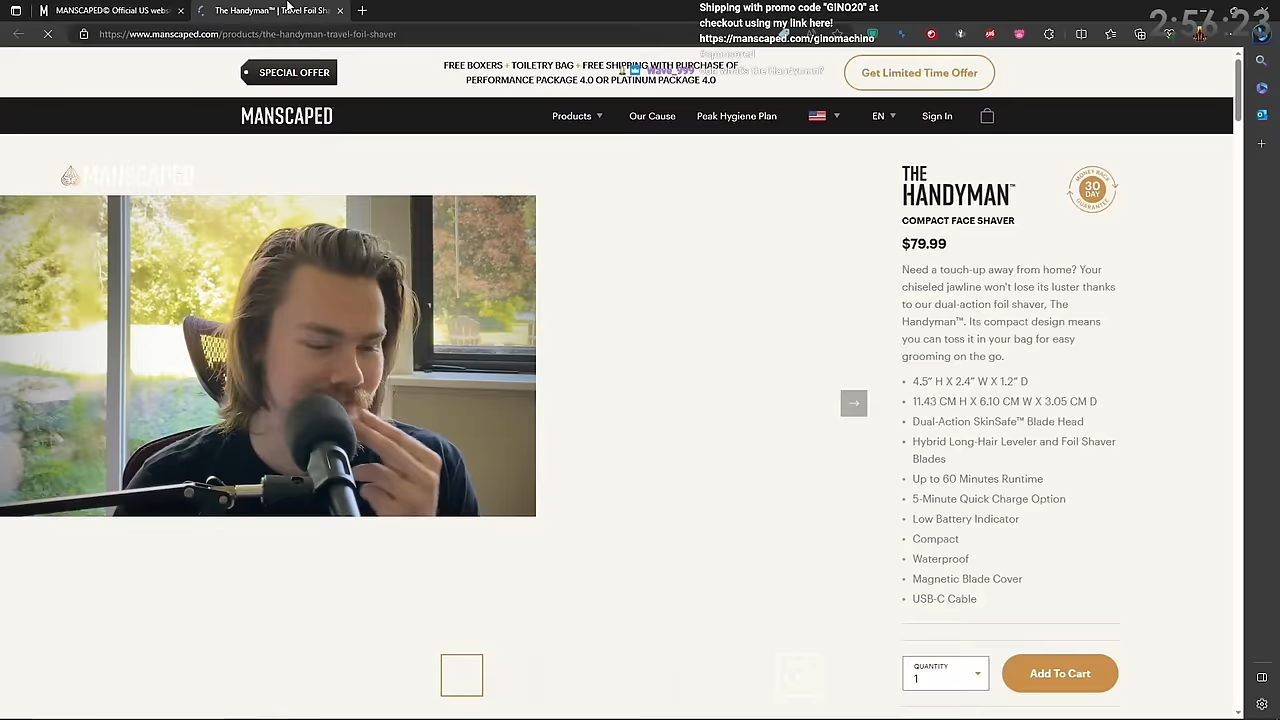 MANSCAPED© Official US webs
The Handyman™ | Travel Foil Sh
https://www.manscaped.com/products/the-handyman-travel-foil-shaver
Shipping with promo code "GINO20" at
checkout using my link here!
https://manscaped.com/ginomachino
#sponsored
Wave_999
2:56:23
SPECIAL OFFER
FREE BOXERS + TOILETRY BAG + FREE SHIPPING WITH PURCHASE OF
PERFORMANCE PACKAGE 4.0 OR PLATINUM PACKAGE 4.0
Get Limited Time Offer
MANSCAPED
Products
Our Cause
Peak Hygiene Plan
EN
Sign In
MANSCAPED
THE
HANDYMAN™
MONEY BACK
30
DAY
GUARANTEE
COMPACT FACE SHAVER
$79.99
Need a touch-up away from home? Your
chiseled jawline won't lose its luster thanks
to our dual-action foil shaver, The
Handyman™. Its compact design means
you can toss it in your bag for easy
grooming on the go.
• 4.5” H X 2.4” W X 1.2” D
• 11.43 CM H X 6.10 CM W X 3.05 CM D
• Dual-Action SkinSafe™ Blade Head
• Hybrid Long-Hair Leveler and Foil Shaver
Blades
• Up to 60 Minutes Runtime
• 5-Minute Quick Charge Option
• Low Battery Indicator
• Compact
• Waterproof
• Magnetic Blade Cover
• USB-C Cable
QUANTITY
1
Add To Cart